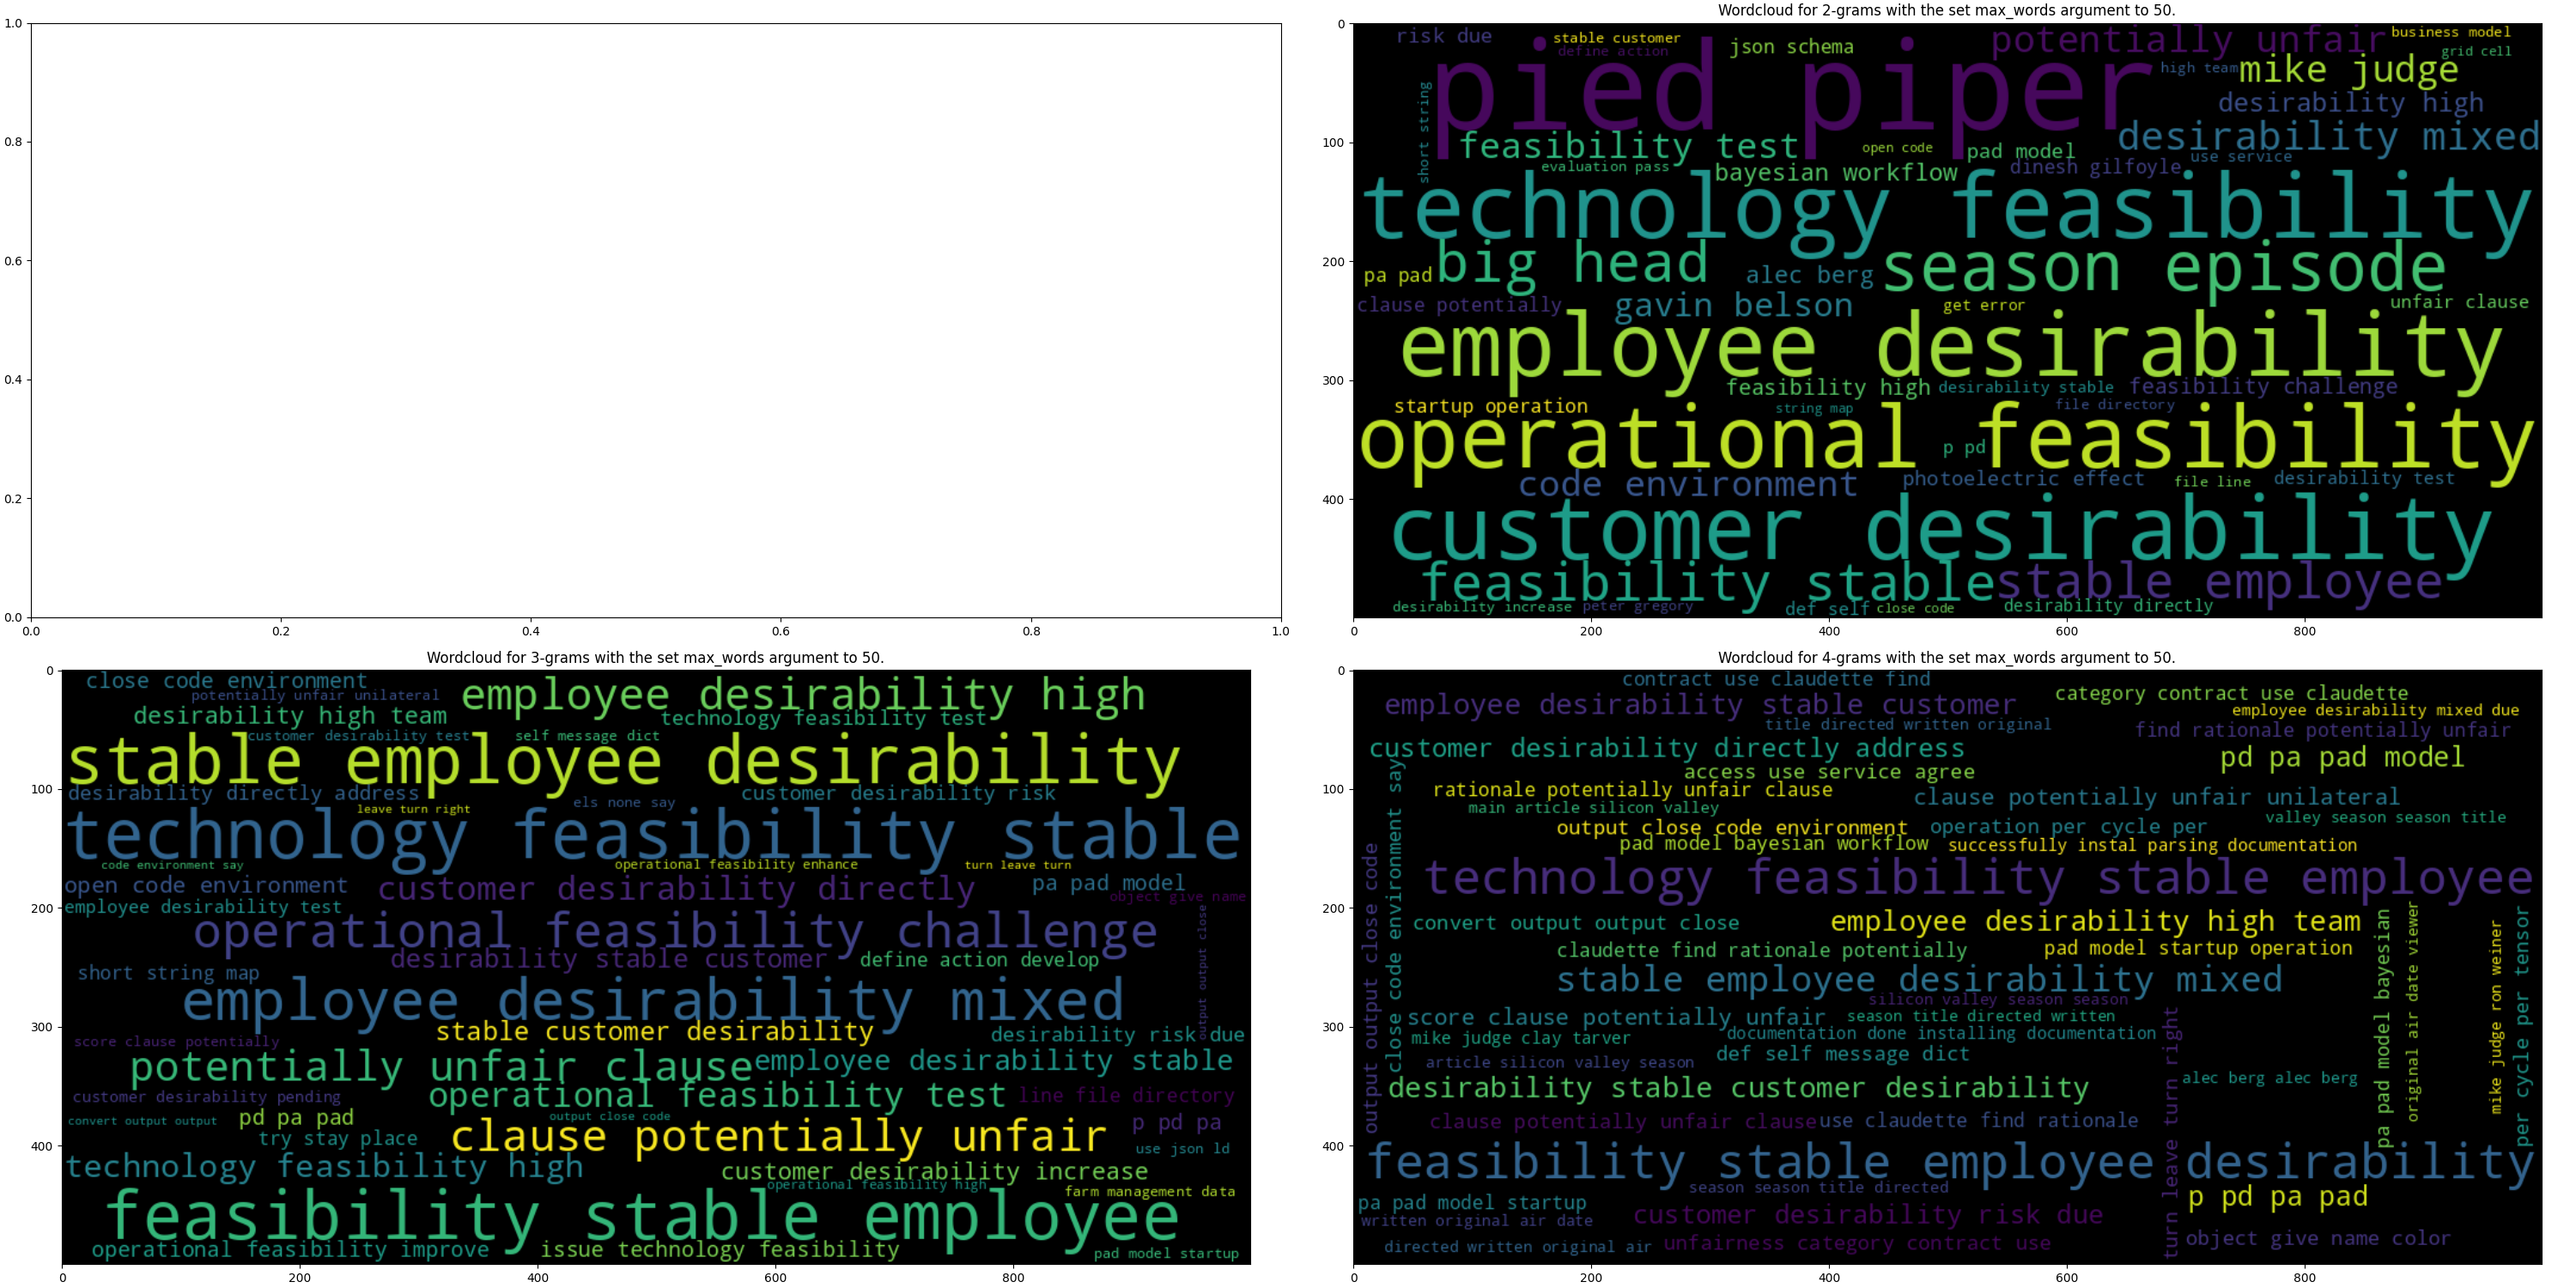 1.0
0.8
0.6
0.4
0.2
0.0
0.0 0.2 0.4 0.6 0.8 1.0
Wordcloud for 2-grams with the set max_words argument to 50.
0
100
200
300
400
risk due
stable customer
define action
json schema
potentially unfair
business model
grid cell
pied piper
high team
mike judge
short string
desirability high
feasibility test
open code
pad model
desirability mixed
use service
evaluation pass
bayesian workflow
dinesh gilfoyle
technology feasibility
big head
season episode
pa pad
alec berg
clause potentially
gavin belson
get error
unfair clause
employee desirability
feasibility high
desirability stable
feasibility challenge
startup operation
string map
file directory
operational feasibility
p pd
code environment
photoelectric effect
file line
desirability test
customer desirability
feasibility stable
stable employee
desirability increase
peter gregory
def self
close code
desirability directly
0 200 400 600 800
Wordcloud for 3-grams with the set max_words argument to 50.
0
100
200
300
400
close code environment
potentially unfair unilateral
employee desirability high
desirability high team
technology feasibility test
customer desirability test
self message dict
stable employee desirability
desirability directly address
els none say
customer desirability risk
leave turn right
technology feasibility stable
code environment say
operational feasibility enhance
turn leave turn
open code environment
customer desirability directly
pa pad model
object give name
employee desirability test
operational feasibility challenge
output output close
desirability stable customer
define action develop
short string map
employee desirability mixed
stable customer desirability
desirability risk due
score clause potentially
potentially unfair clause
employee desirability stable
operational feasibility test
line file directory
customer desirability pending
convert output output
pd pa pad
output close code
p pd pa
try stay place
clause potentially unfair
use json ld
technology feasibility high
customer desirability increase
operational feasibility high
farm management data
feasibility stable employee
operational feasibility improve
issue technology feasibility
pad model startup
0 200 400 600 800
Wordcloud for 4-grams with the set max_words argument to 50.
0
100
200
300
400
contract use claudette find
employee desirability stable customer
category contract use claudette
employee desirability mixed due
title directed written original
find rationale potentially unfair
customer desirability directly address
pd pa pad model
access use service agree
rationale potentially unfair clause
clause potentially unfair unilateral
main article silicon valley
valley season season title
output close code environment
operation per cycle per
pad model bayesian workflow
successfully instal parsing documentation
technology feasibility stable employee
convert output output close
employee desirability high team
claudette find rationale potentially
pad model startup operation
stable employee desirability mixed
silicon valley season season
score clause potentially unfair
season title directed written
mike judge clay tarver
documentation done installing documentation
article silicon valley season
def self message dict
desirability stable customer desirability
alec berg alec berg
clause potentially unfair clause
use claudette find rationale
feasibility stable employee desirability
season season title directed
pa pad model startup
p pd pa pad
written original air date
customer desirability risk due
directed written original air
unfairness category contract use
object give name color
output output close code
close code environment say
turn leave turn right
pa pad model bayesian
original air date viewer
mike judge ron weiner
per cycle per tensor
0 200 400 600 800